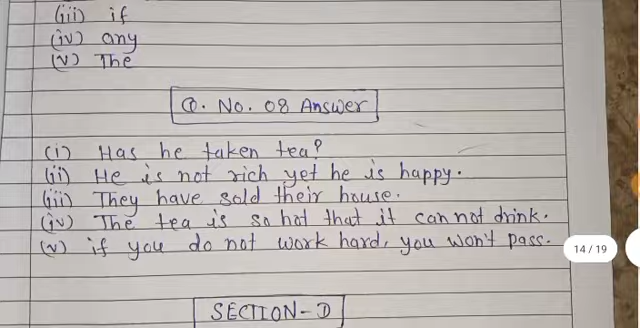 (iii) if
(iv) any
(v) The
Q. No. 08 Answer
(i) Has he taken tea?
(ii) He is not rich yet he is happy.
(iii) They have sold their house.
(iv) The tea is so hot that it can not drink.
(v) if you do not work hard, you won't pass.
14/19
SECTION-D